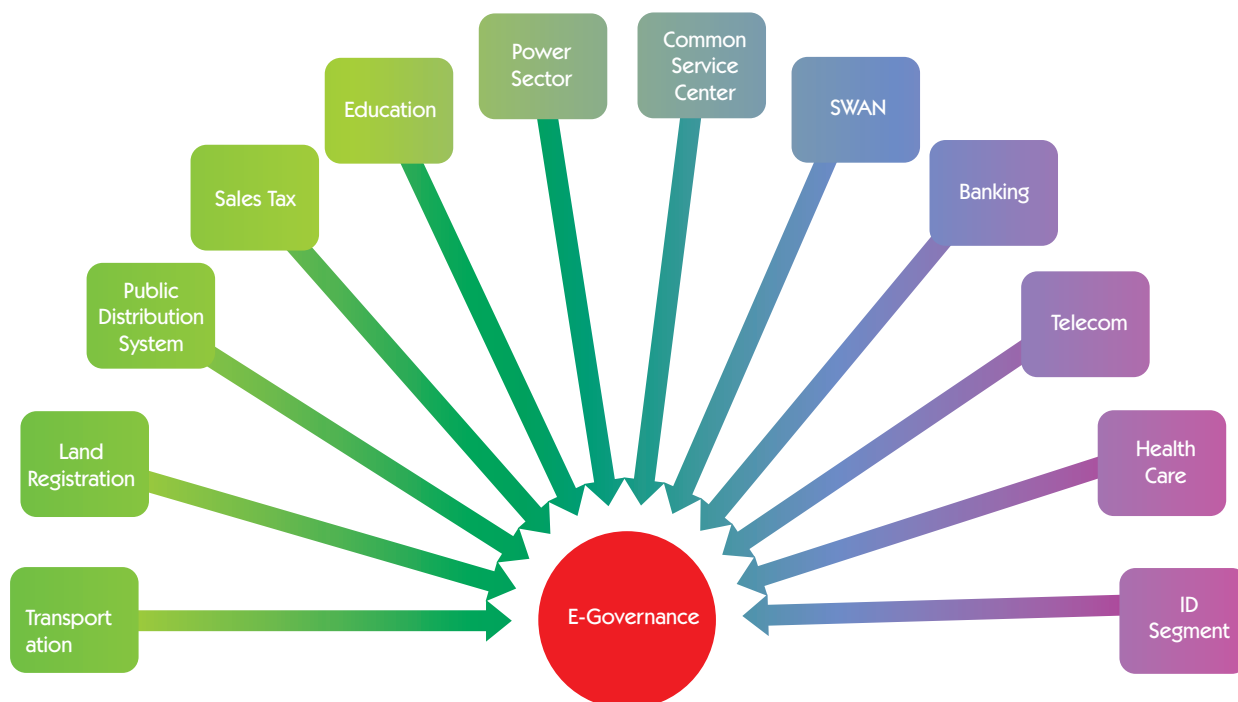 Power
Sector
Common
Service
Center
Education
SWAN
Sales Tax
Banking
Public
Distribution
System
Telecom
Land
Registration
Health
Care
Transport
ation
E-Governance
ID
Segment